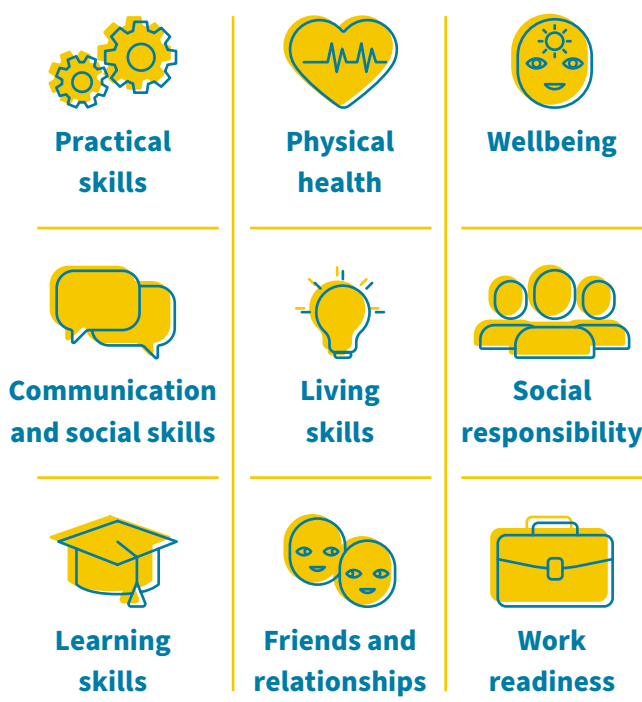 Practical
skills
Physical
health
Wellbeing
Communication
and social skills
Living
skills
Social
responsibility
Learning
skills
Friends and
relationships
Work
readiness